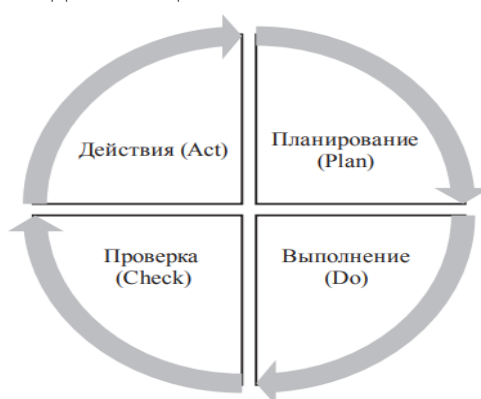 Действия (Act)
Планирование
(Plan)
Проверка
(Check)
Выполнение
(Do)